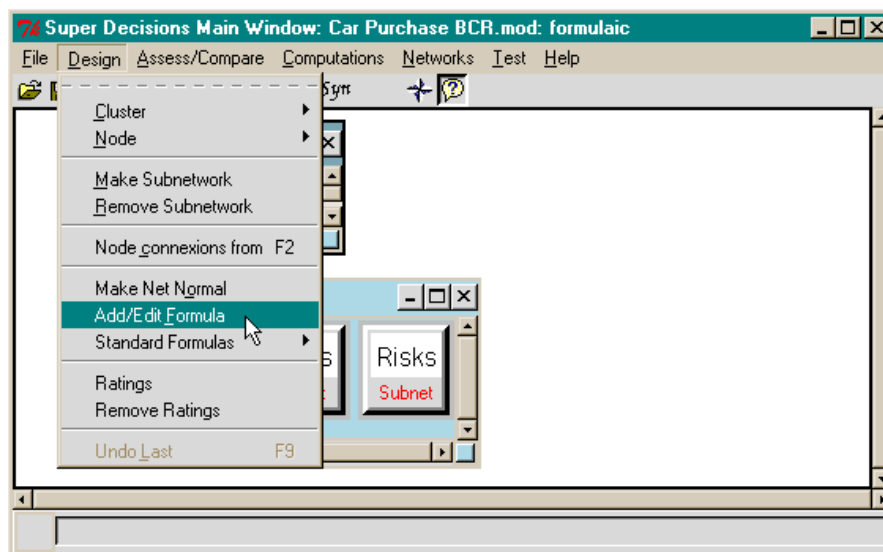 Super Decisions Main Window: Car Purchase BCR.mod: formulaic
File Design Assess/Compare Computations Networks Test Help
Syn
Cluster
Node
Make Subnetwork
Remove Subnetwork
Node connexions from F2
Make Net Normal
Add/Edit Formula
Standard Formulas
Risks
Subnet
Ratings
Remove Ratings
Undo Last F9